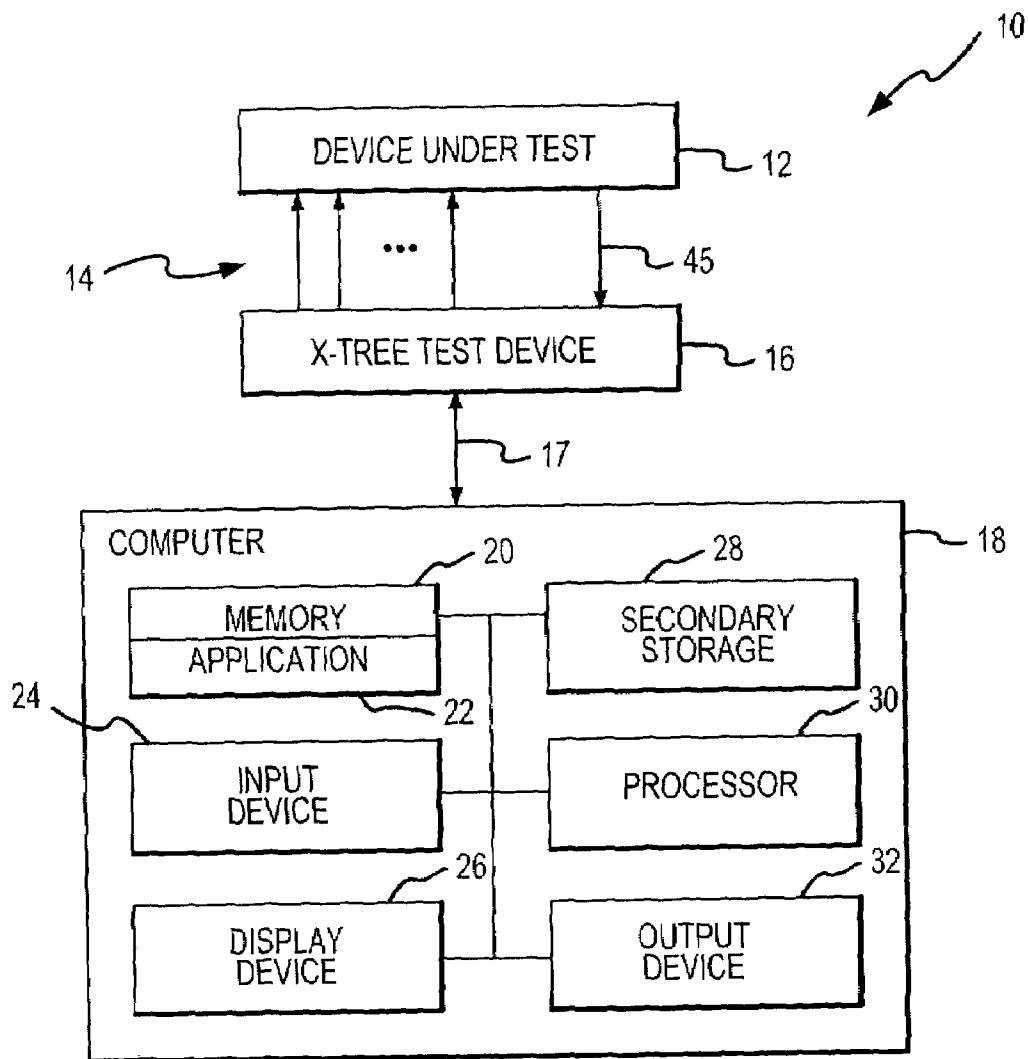 10
DEVICE UNDER TEST
12
14
...
45
X-TREE TEST DEVICE
16
17
COMPUTER
18
20
28
MEMORY
APPLICATION
SECONDARY
STORAGE
24
22
30
INPUT
DEVICE
PROCESSOR
26
32
DISPLAY
DEVICE
OUTPUT
DEVICE